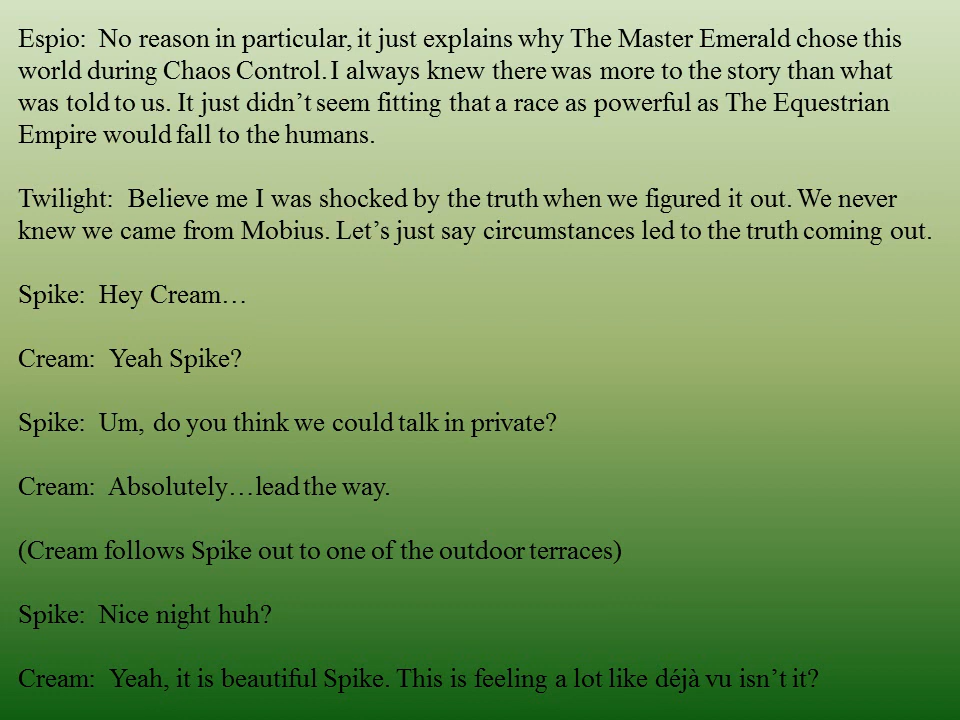 Espio:  No reason in particular, it just explains why The Master Emerald chose this
world during Chaos Control. I always knew there was more to the story than what
was told to us. It just didn’t seem fitting that a race as powerful as The Equestrian
Empire would fall to the humans.
Twilight:  Believe me I was shocked by the truth when we figured it out. We never
knew we came from Mobius. Let’s just say circumstances led to the truth coming out.
Spike:  Hey Cream…
Cream:  Yeah Spike?
Spike:  Um, do you think we could talk in private?
Cream:  Absolutely…lead the way.
(Cream follows Spike out to one of the outdoor terraces)
Spike:  Nice night huh?
Cream:  Yeah, it is beautiful Spike. This is feeling a lot like déjà vu isn’t it?